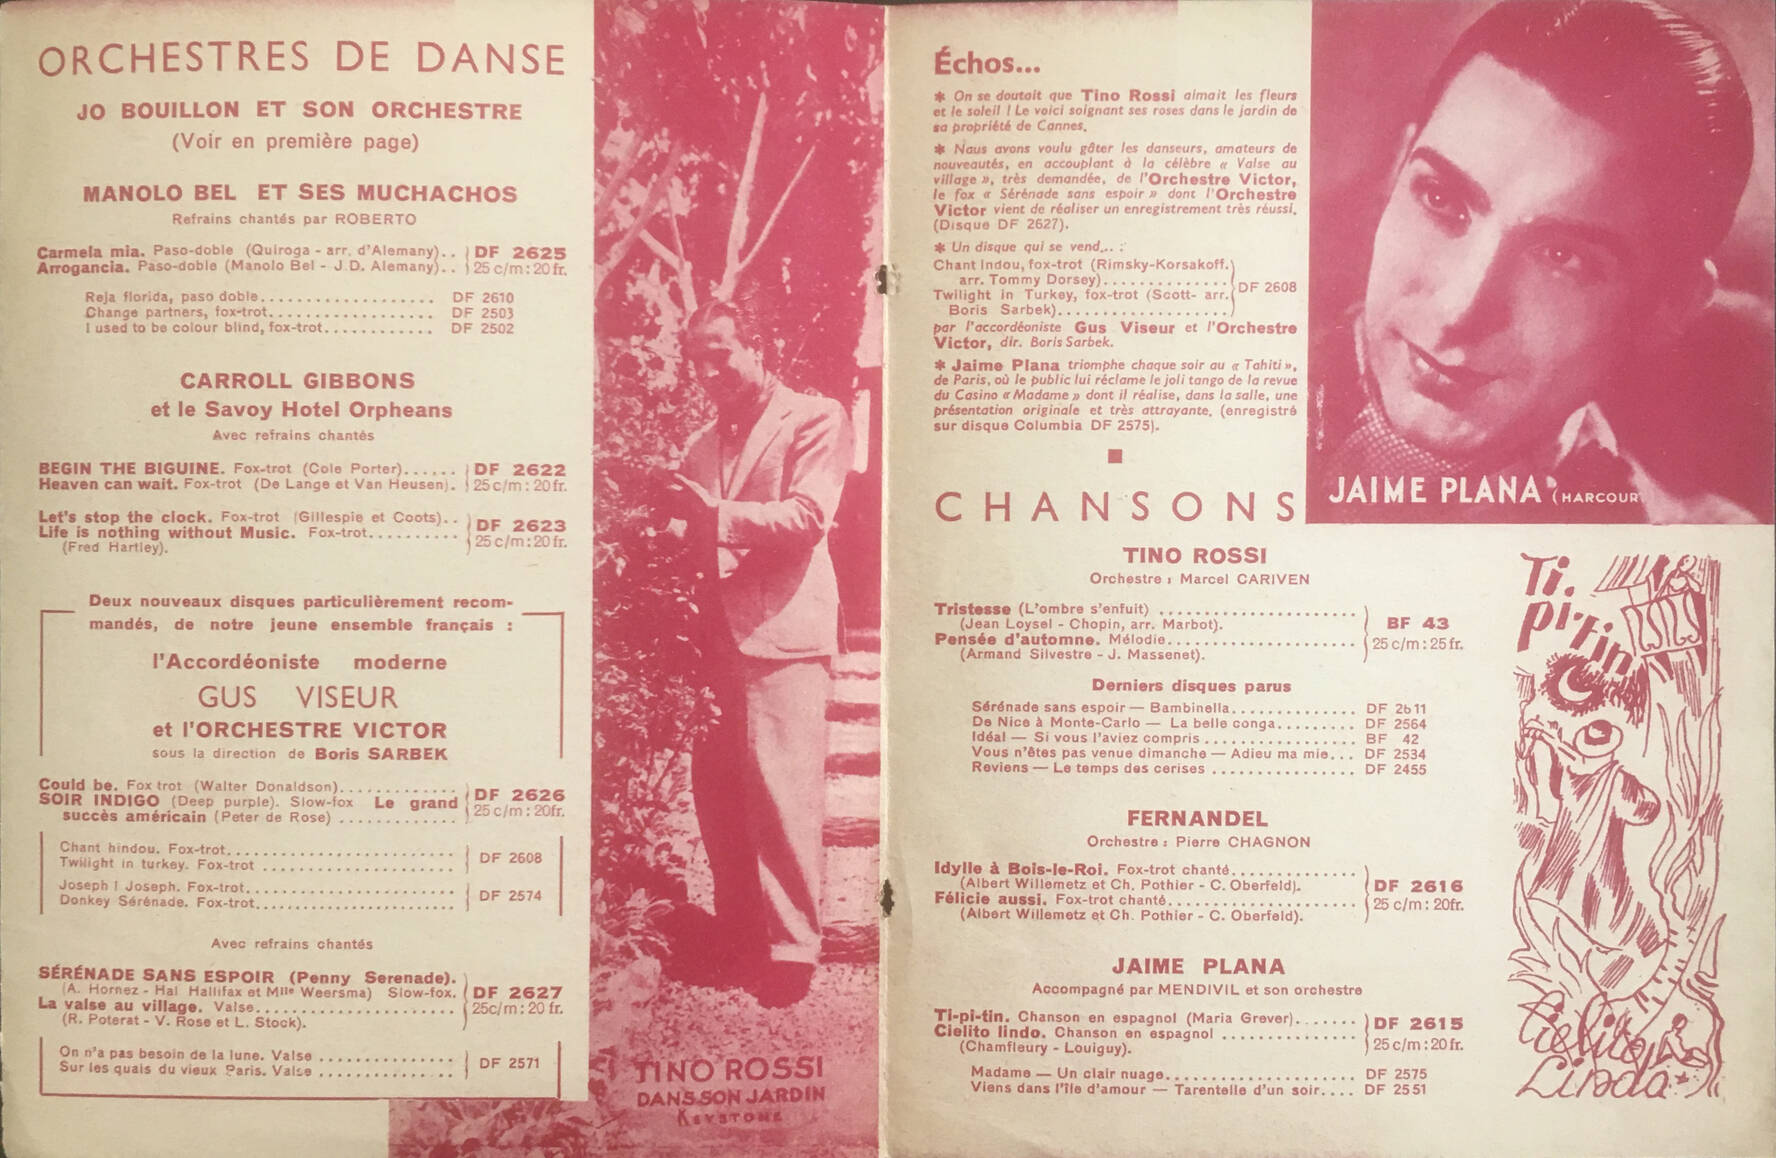 ORCHESTRES DE DANSE
JO BOUILLON ET SON ORCHESTRE
(Voir en première page)
MANOLO BEL ET SES MUCHACHOS
Refrains chantés par ROBERTO
Carmela mia. Paso-doble (Quiroga - arr. d'Alemany).. DF 2625
Arrogancia. Paso-doble (Manolo Bel - J.D. Alemany).. 25 c/m : 20 fr.
Reja florida, paso doble................... DF 2610
Change partners, fox-trot.................. DF 2503
I used to be colour blind, fox-trot............ DF 2502
CARROLL GIBBONS
et le Savoy Hotel Orpheans
Avec refrains chantés
BEGIN THE BIGUINE. Fox-trot (Cole Porter)...... DF 2622
Heaven can wait. Fox-trot (De Lange et Van Heusen). 25 c/m : 20 fr.
Let's stop the clock. Fox-trot (Gillespie et Coots).. DF 2623
Life is nothing without Music. Fox-trot.......... 25 c/m : 20 fr.
(Fred Hartley).
Deux nouveaux disques particulièrement recom-
mandés, de notre jeune ensemble français :
l'Accordéoniste moderne
GUS VISEUR
et l'ORCHESTRE VICTOR
sous la direction de Boris SARBEK
Could be. Fox trot (Walter Donaldson)............ DF 2626
SOIR INDIGO (Deep purple). Slow-fox Le grand
succès américain (Peter de Rose) ............. 25 c/m : 20fr.
Chant hindou. Fox-trot.........................
Twilight in turkey. Fox-trot ..................... DF 2608
Joseph ! Joseph. Fox-trot.......................
Donkey Sérénade. Fox-trot...................... DF 2574
Avec refrains chantés
SÉRÉNADE SANS ESPOIR (Penny Serenade).
(A. Hornez - Hal Hallifax et Mlle Weersma) Slow-fox. DF 2627
La valse au village. Valse...................... 25c/m : 20 fr.
(R. Poterat - V. Rose et L. Stock).
On n'a pas besoin de la lune. Valse ...............
Sur les quais du vieux Paris. Valse ............... DF 2571
TINO ROSSI
DANS SON JARDIN
KEYSTONE
Échos...
* On se doutait que Tino Rossi aimait les fleurs
et le soleil ! Le voici soignant ses roses dans le jardin de
sa propriété de Cannes.
* Nous avons voulu gâter les danseurs, amateurs de
nouveautés, en accouplant à la célèbre « Valse au
village », très demandée, de l'Orchestre Victor,
le fox « Sérénade sans espoir » dont l'Orchestre
Victor vient de réaliser un enregistrement très réussi.
(Disque DF 2627).
* Un disque qui se vend... :
Chant Indou, fox-trot (Rimsky-Korsakoff.
arr. Tommy Dorsey)..............
Twilight in Turkey, fox-trot (Scott- arr. DF 2608
Boris Sarbek)...................
par l'accordéoniste Gus Viseur et l'Orchestre
Victor, dir. Boris Sarbek.
* Jaime Plana triomphe chaque soir au « Tahiti »,
de Paris, où le public lui réclame le joli tango de la revue
du Casino « Madame » dont il réalise, dans la salle, une
présentation originale et très attrayante. (enregistré
sur disque Columbia DF 2575).
JAIME PLANA (HARCOUR
CHANSONS
TINO ROSSI
Orchestre : Marcel CARIVEN
Tristesse (L'ombre s'enfuit) ......................
(Jean Loysel - Chopin, arr. Marbot). BF 43
Pensée d'automne. Mélodie..................... 25 c/m : 25 fr.
(Armand Silvestre - J. Massenet).
Derniers disques parus
Sérénade sans espoir — Bambinella.............. DF 2611
De Nice à Monte-Carlo — La belle conga......... DF 2564
Idéal — Si vous l'aviez compris ................. BF 42
Vous n'êtes pas venue dimanche — Adieu ma mie... DF 2534
Reviens — Le temps des cerises ................ DF 2455
FERNANDEL
Orchestre : Pierre CHAGNON
Idylle à Bois-le-Roi. Fox-trot chanté..............
(Albert Willemetz et Ch. Pothier - C. Oberfeld). DF 2616
Félicie aussi. Fox-trot chanté..................... 25 c/m : 20fr.
(Albert Willemetz et Ch. Pothier - C. Oberfeld).
JAIME PLANA
Accompagné par MENDIVIL et son orchestre
Ti-pi-tin. Chanson en espagnol (Maria Grever)....... DF 2615
Cielito lindo. Chanson en espagnol ...............
(Chamfleury - Louiguy). 25 c/m : 20 fr.
Madame — Un clair nuage..................... DF 2575
Viens dans l'île d'amour — Tarentelle d'un soir.... DF 2551
Ti.
pi-tin
Cielito
Linda